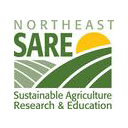 NORTHEAST
SARE
Sustainable Agriculture
Research & Education